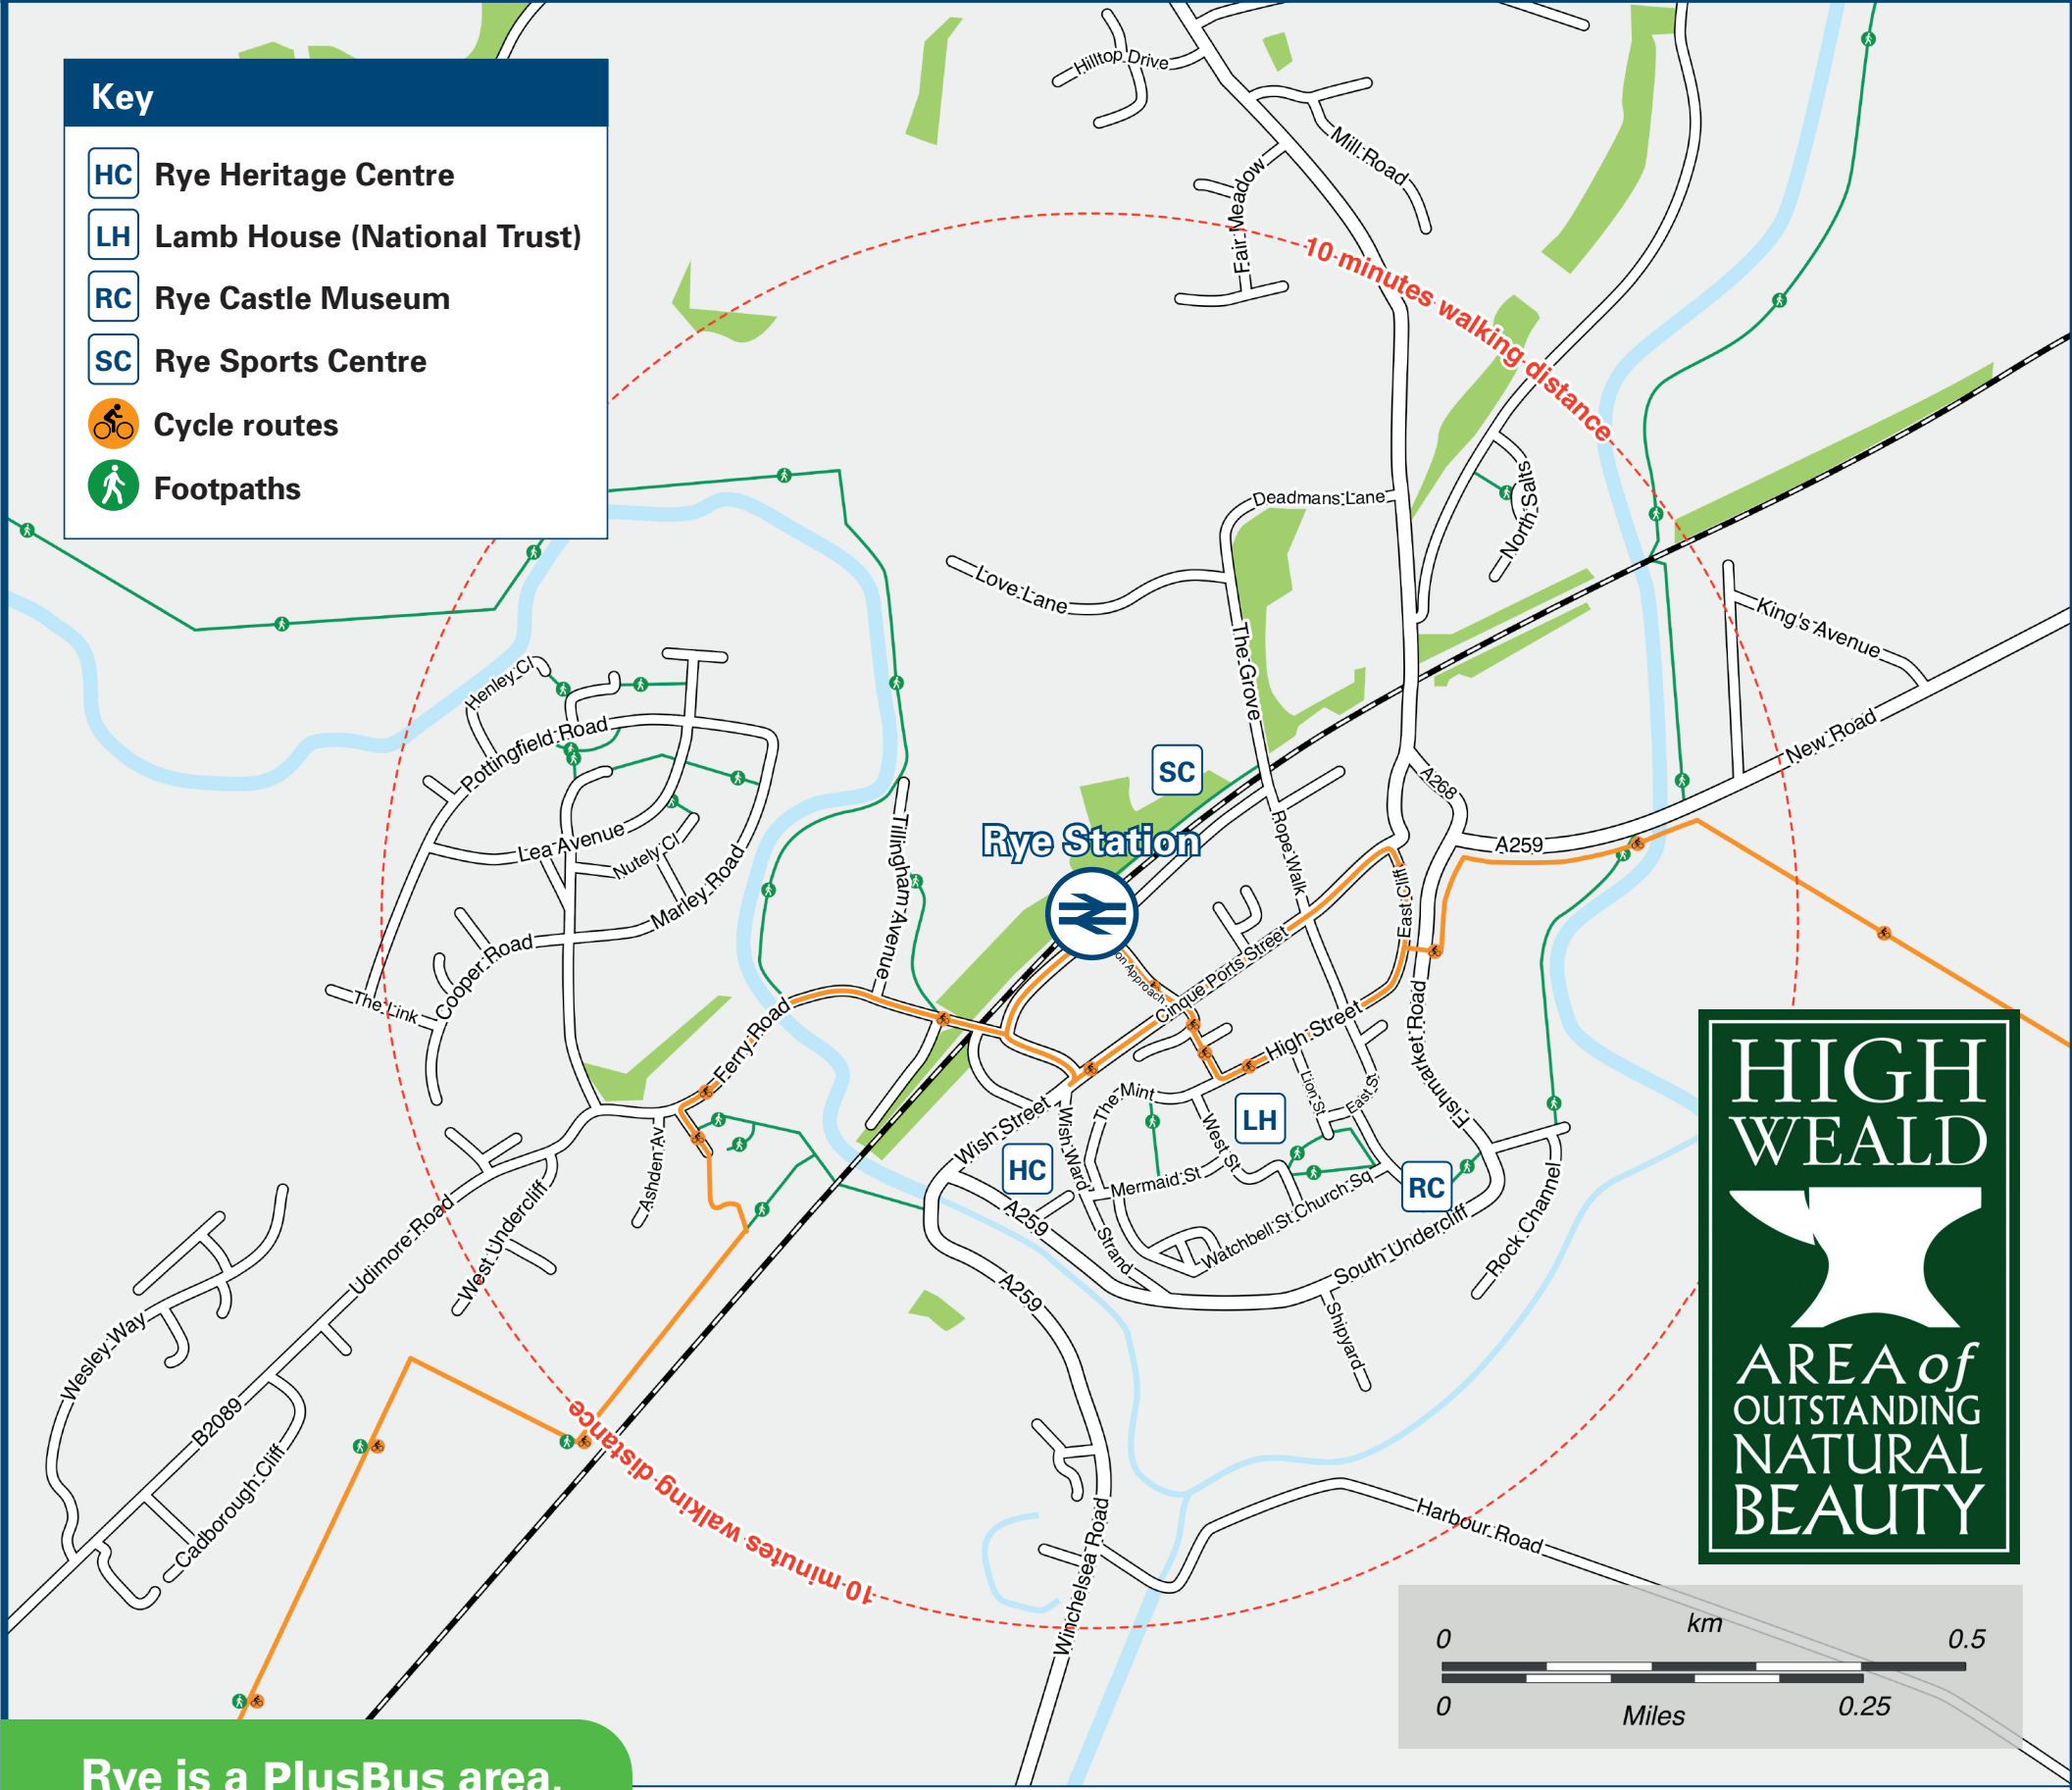 Key
HC Rye Heritage Centre
LH Lamb House (National Trust)
RC Rye Castle Museum
SC Rye Sports Centre
Cycle routes
Footpaths
Hilltop Drive
Mill Road
Fair Meadow
10 minutes walking distance
Deadmans Lane
North Salts
Love Lane
King's Avenue
The Grove
Henley Cl
Pottingfield Road
New Road
SC
A268
Rye Station
Tillingham Avenue
Rope Walk
A259
Lea Avenue
Nutely Cl
Marley Road
East Cliff
Cooper Road
on Approach
Cinque Ports Street
The Link
Ferry Road
High Street
Fishmarket Road
The Mint
Lion St
East St
LH
Wish Street
Wish Ward
West St
HC
Ashden Av
Mermaid St
Church Sq
RC
A259
Strand
Watchbell St
South Undercliff
Rock Channel
Udimore Road
West Undercliff
A259
Shipyard
Wesley Way
B2089
Cadborough Cliff
10 minutes walking distance
Winchelsea Road
Harbour Road
HIGH
WEALD
AREA of
OUTSTANDING
NATURAL
BEAUTY
km
0 0.5
0 0.25
Miles
Rye is a PlusBus area.